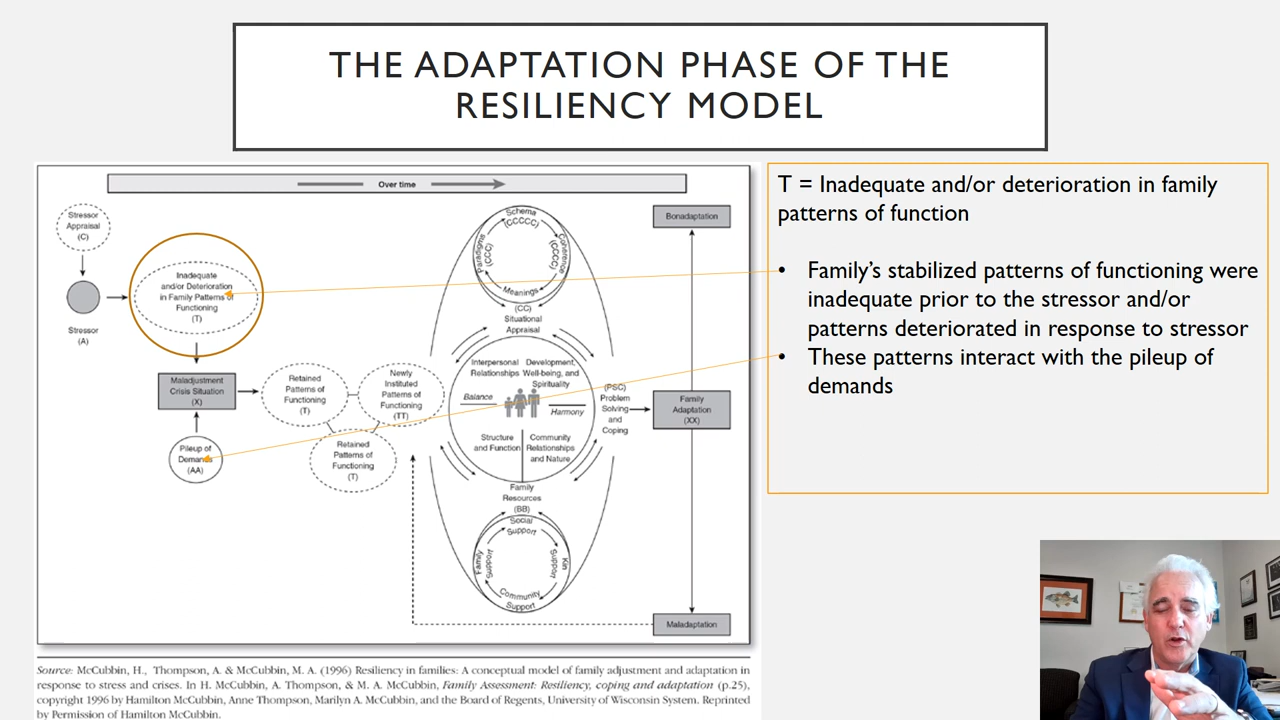 THE ADAPTATION PHASE OF THE
RESILIENCY MODEL
Over time
Stressor
Appraisal
(C)
Stressor
(A)
Inadequate
and/or Deterioration
in Family Patterns of
Functioning
(T)
Maladjustment
Crisis Situation
(X)
Pileup of
Demands
(AA)
Retained
Patterns of
Functioning
(T)
Newly
Instituted
Patterns of
Functioning
(TT)
Retained
Patterns of
Functioning
(T)
Schema
(CCCCC)
Paradigms
(CCC)
Coherence
(CCCC)
Meanings
(CC)
Situational
Appraisal
Interpersonal
Relationships
Development,
Well-being, and
Spirituality
Balance
Harmony
Structure
and Function
Community
Relationships
and Nature
Family
Resources
(BB)
Social
Support
Family
Support
Kin
Support
Community
Support
(PSC)
Problem
Solving
and
Coping
Bonadaptation
Family
Adaptation
(XX)
Maladaptation
T = Inadequate and/or deterioration in family
patterns of function
• Family’s stabilized patterns of functioning were
inadequate prior to the stressor and/or
patterns deteriorated in response to stressor
• These patterns interact with the pileup of
demands
Source: McCubbin, H., Thompson, A. & McCubbin, M. A. (1996) Resiliency in families: A conceptual model of family adjustment and adaptation in
response to stress and crises. In H. McCubbin, A. Thompson, & M. A. McCubbin, Family Assessment: Resiliency, coping and adaptation (p.25),
copyright 1996 by Hamilton McCubbin, Anne Thompson, Marilyn A. McCubbin, and the Board of Regents, University of Wisconsin System. Reprinted
by Permission of Hamilton McCubbin.